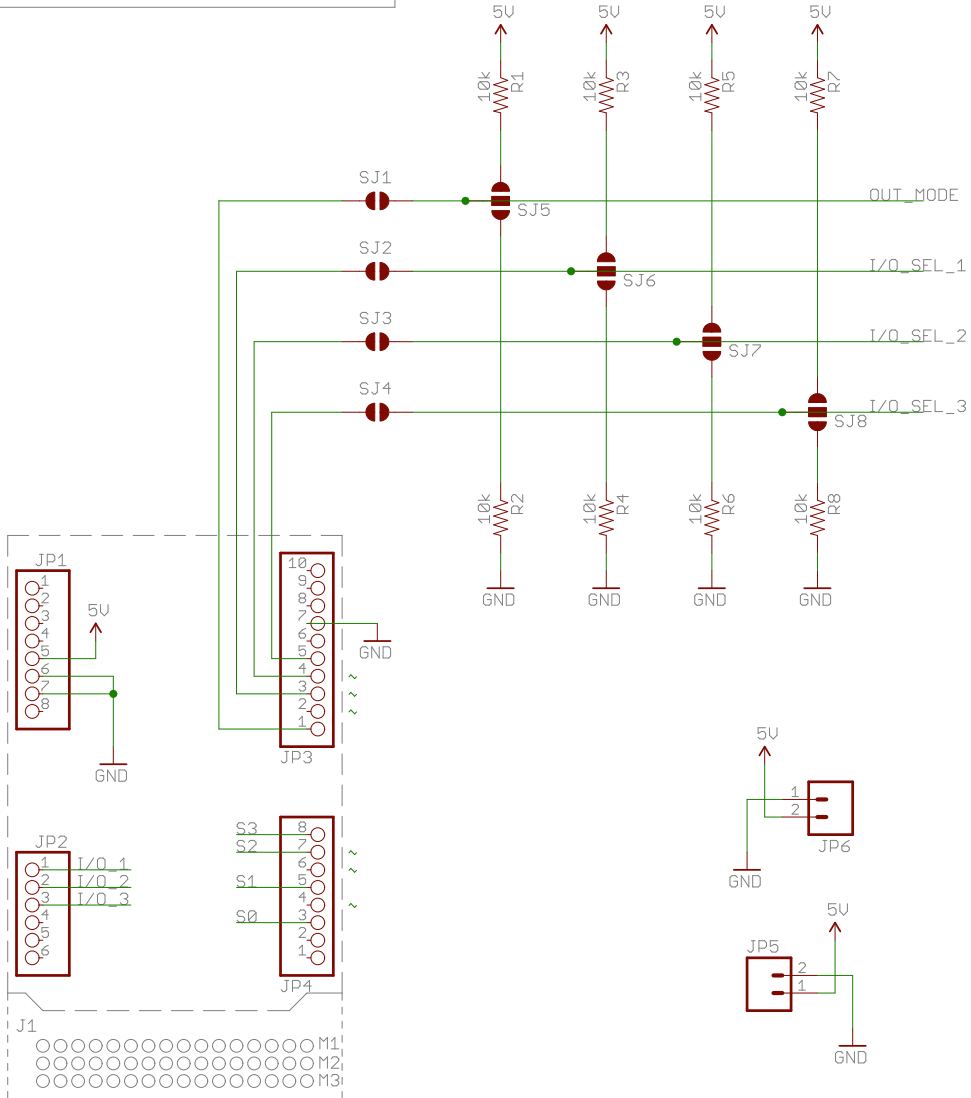 5V 5V 5V 5V
10k R1 10k R3 10k R5 10k R7
SJ1
OUT_MODE
SJ5
SJ2
I/O_SEL_1
SJ6
SJ3
I/O_SEL_2
SJ7
SJ4
I/O_SEL_3
SJ8
10k R2 10k R4 10k R6 10k R8
GND GND GND GND
JP1
1
2
3
4
5
6
7
8
5V
GND
10
9
8
7
6
5
4
3
2
1
GND
~
~
~
JP3
JP2
1 I/O_1
2 I/O_2
3 I/O_3
4
5
6
S3 8
S2 7 ~
6 ~
S1 5
4 ~
S0 3
2
1
JP4
5V
1
2
JP6
GND
5V
JP5
2
1
GND
J1
M1
M2
M3